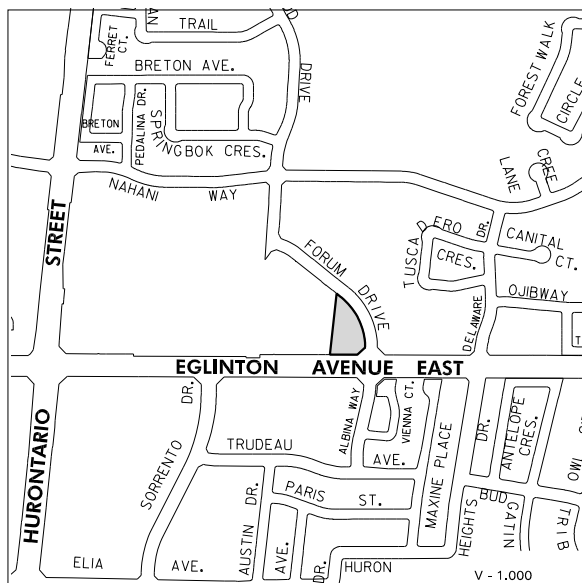 TRAIL
FERRET
CT.
DRIVE
BRETON AVE.
FOREST WALK
CIRCLE
BRETON
AVE.
PEDALINA DR.
SPRINGBOK CRES.
CREE
LANE
NAHANI WAY
STREET
FORUM DRIVE
TUSCADERO
DR.
CRES.
CANITAL
CT.
OJIBWAY
DELAWARE
EGLINTON AVENUE EAST
DR.
SORRENTO
ALBINA WAY
VIENNA CT.
TRUDEAU
AVE.
MAXINE PLACE
DR.
ANTELOPE
CRES.
HURONTARIO
PARIS
ST.
DR.
AUSTIN
AVE.
DR.
HEIGHTS
BUD
GATIN
TRIB
ELIA AVE.
HURON
V - 1.000